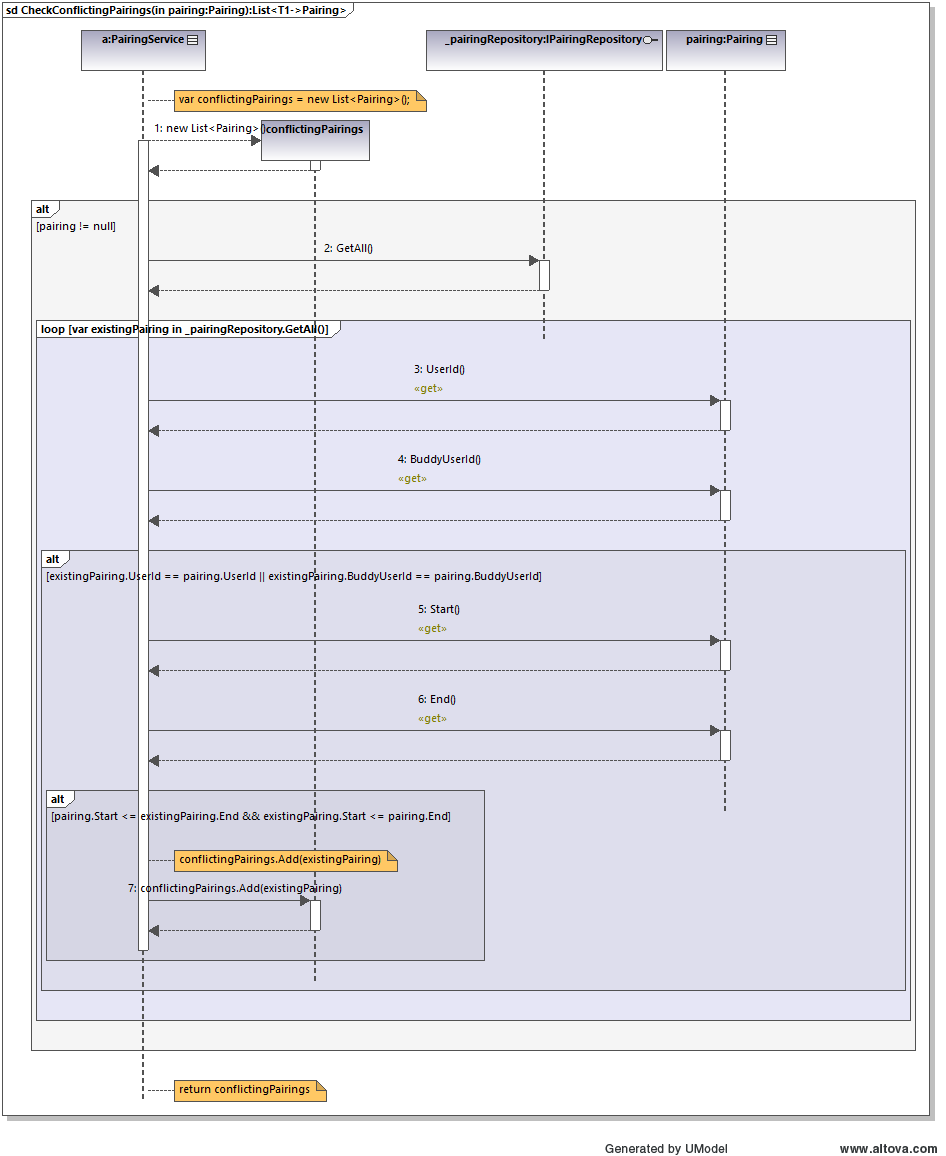 sd CheckConflictingPairings(in pairing:Pairing):List<T1->Pairing>
a:PairingService
_pairingRepository:IPairingRepository
pairing:Pairing
var conflictingPairings = new List<Pairing>();
1: new List<Pairing>()
conflictingPairings
alt
[pairing != null]
2: GetAll()
loop [var existingPairing in _pairingRepository.GetAll()]
3: UserId()
«get»
4: BuddyUserId()
«get»
alt
[existingPairing.UserId == pairing.UserId || existingPairing.BuddyUserId == pairing.BuddyUserId]
5: Start()
«get»
6: End()
«get»
alt
[pairing.Start <= existingPairing.End && existingPairing.Start <= pairing.End]
conflictingPairings.Add(existingPairing)
7: conflictingPairings.Add(existingPairing)
return conflictingPairings
Generated by UModel
www.altova.com